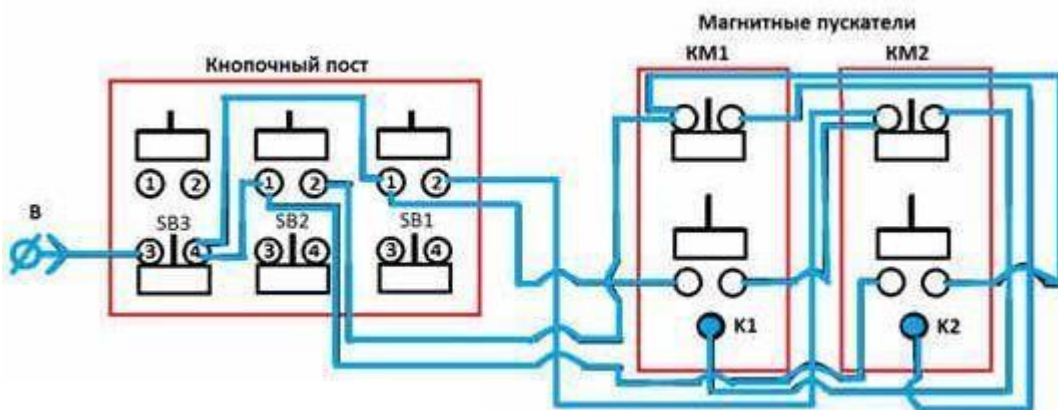 Магнитные пускатели
КМ1 КМ2
Кнопочный пост
1 2 1 2 1 2
В SB3 SB2 SB1
3 4 3 4 3 4
К1 К2